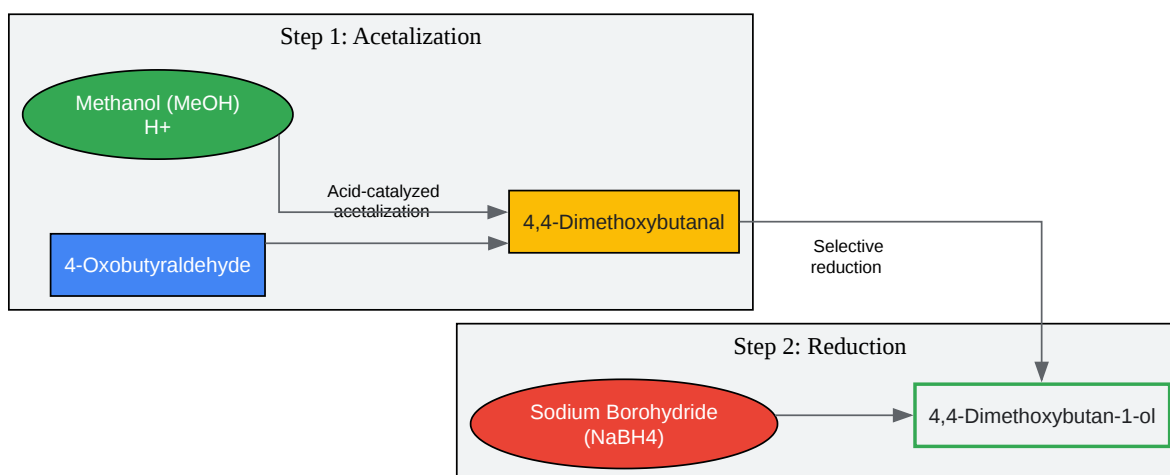 Step 1: Acetalization
Methanol (MeOH)
H+
Acid-catalyzed
acetalization
4-Oxobutyraldehyde
4,4-Dimethoxybutanal
Selective
reduction
Step 2: Reduction
Sodium Borohydride
(NaBH4)
4,4-Dimethoxybutan-1-ol